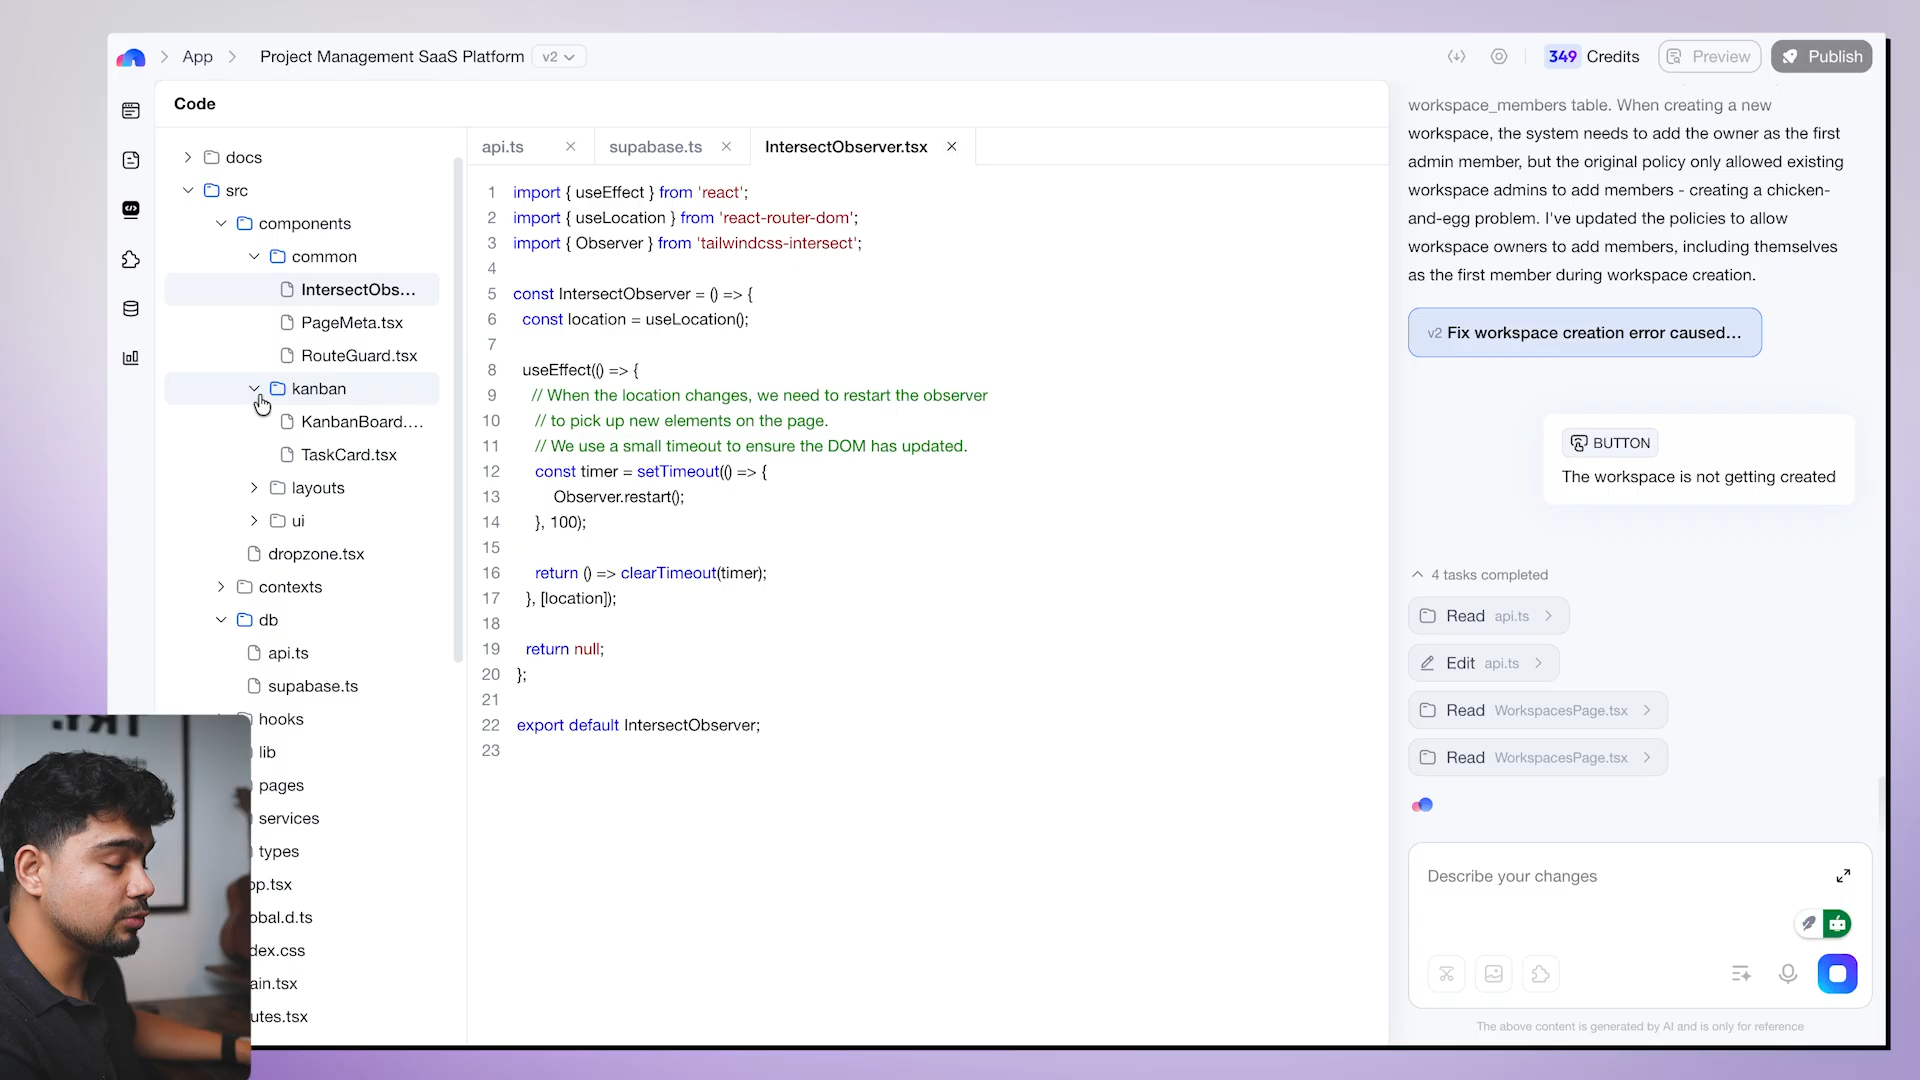 App
Project Management SaaS Platform
v2
349 Credits
Preview
Publish
Code
docs
src
components
common
IntersectObs...
PageMeta.tsx
RouteGuard.tsx
kanban
KanbanBoard....
TaskCard.tsx
layouts
ui
dropzone.tsx
contexts
db
api.ts
supabase.ts
hooks
lib
pages
services
types
pp.tsx
obal.d.ts
dex.css
ain.tsx
utes.tsx
api.ts
supabase.ts
IntersectObserver.tsx
1 import { useEffect } from 'react';
2 import { useLocation } from 'react-router-dom';
3 import { Observer } from 'tailwindcss-intersect';
4
5 const IntersectObserver = () => {
6 const location = useLocation();
7
8 useEffect(() => {
9 // When the location changes, we need to restart the observer
10 // to pick up new elements on the page.
11 // We use a small timeout to ensure the DOM has updated.
12 const timer = setTimeout(() => {
13 Observer.restart();
14 }, 100);
15
16 return () => clearTimeout(timer);
17 }, [location]);
18
19 return null;
20 };
21
22 export default IntersectObserver;
23
workspace_members table. When creating a new
workspace, the system needs to add the owner as the first
admin member, but the original policy only allowed existing
workspace admins to add members - creating a chicken-
and-egg problem. I've updated the policies to allow
workspace owners to add members, including themselves
as the first member during workspace creation.
v2 Fix workspace creation error caused...
BUTTON
The workspace is not getting created
4 tasks completed
Read api.ts
Edit api.ts
Read WorkspacesPage.tsx
Read WorkspacesPage.tsx
Describe your changes
The above content is generated by AI and is only for reference